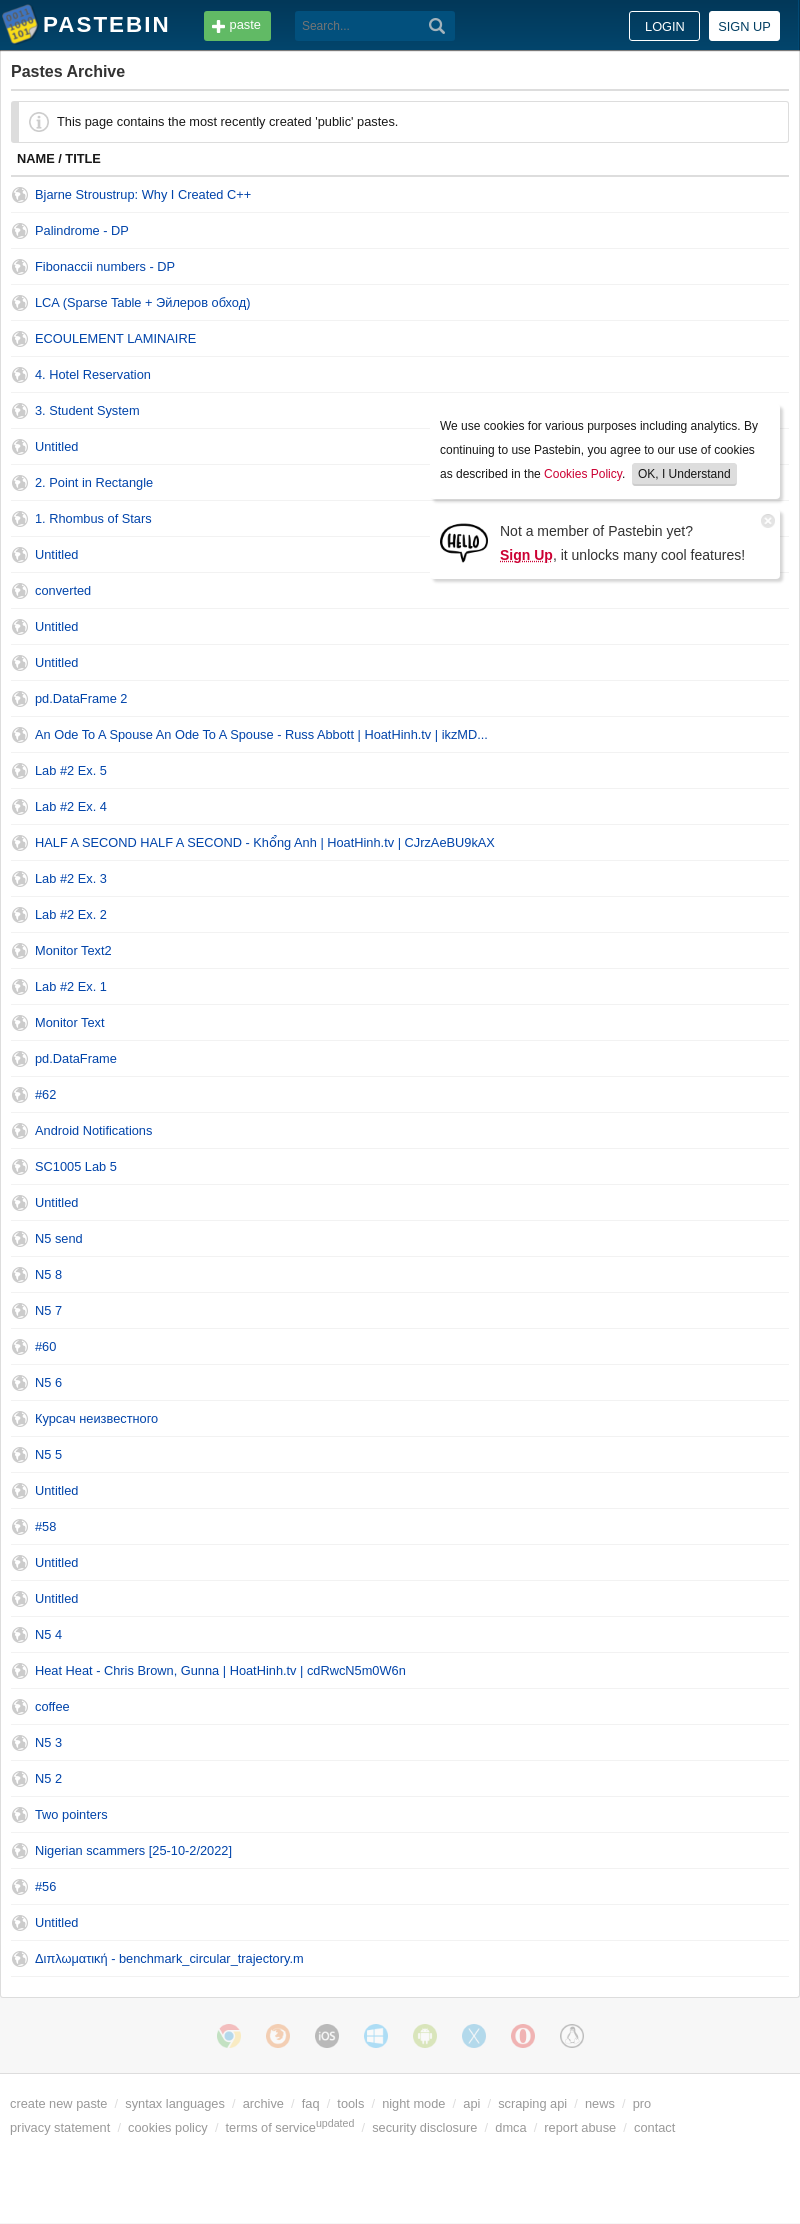 PASTEBIN
paste
Search...
LOGIN
SIGN UP
Pastes Archive
This page contains the most recently created 'public' pastes.
NAME / TITLE
Bjarne Stroustrup: Why I Created C++
Palindrome - DP
Fibonaccii numbers - DP
LCA (Sparse Table + Эйлеров обход)
ECOULEMENT LAMINAIRE
4. Hotel Reservation
3. Student System
Untitled
2. Point in Rectangle
1. Rhombus of Stars
Untitled
We use cookies for various purposes including analytics. By
continuing to use Pastebin, you agree to our use of cookies
as described in the Cookies Policy. OK, I Understand
HELLO
Not a member of Pastebin yet?
Sign Up, it unlocks many cool features!
converted
Untitled
Untitled
pd.DataFrame 2
An Ode To A Spouse An Ode To A Spouse - Russ Abbott | HoatHinh.tv | ikzMD...
Lab #2 Ex. 5
Lab #2 Ex. 4
HALF A SECOND HALF A SECOND - Khổng Anh | HoatHinh.tv | CJrzAeBU9kAX
Lab #2 Ex. 3
Lab #2 Ex. 2
Monitor Text2
Lab #2 Ex. 1
Monitor Text
pd.DataFrame
#62
Android Notifications
SC1005 Lab 5
Untitled
N5 send
N5 8
N5 7
#60
N5 6
Курсач неизвестного
N5 5
Untitled
#58
Untitled
Untitled
N5 4
Heat Heat - Chris Brown, Gunna | HoatHinh.tv | cdRwcN5m0W6n
coffee
N5 3
N5 2
Two pointers
Nigerian scammers [25-10-2/2022]
#56
Untitled
Διπλωματική - benchmark_circular_trajectory.m
iOS
create new paste / syntax languages / archive / faq / tools / night mode / api / scraping api / news / pro
privacy statement / cookies policy / terms of service updated / security disclosure / dmca / report abuse / contact